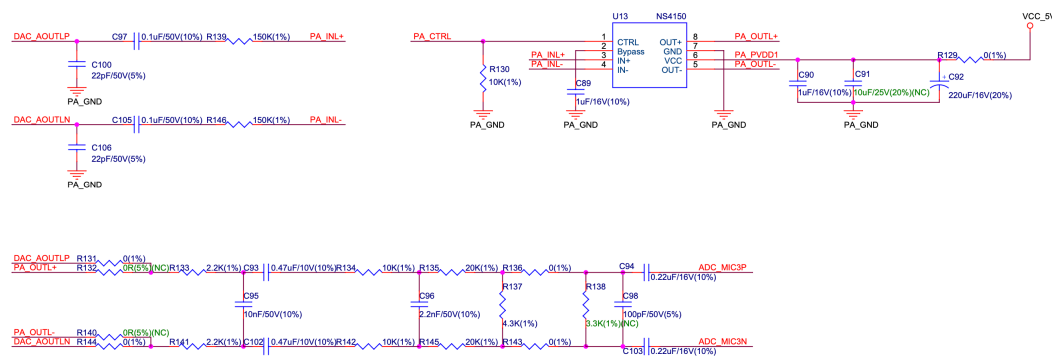 U13 NS4150
VCC_5V
DAC_AOUTLP C97 0.1uF/50V(10%) R139 150K(1%) PA_INL+
PA_CTRL 1 CTRL OUT+ 8 PA_OUTL+
2 Bypass GND 7
PA_INL+ 3 IN+ VCC 6 PA_PVDD1
PA_INL- 4 IN- OUT- 5 PA_OUTL-
R129 0(1%)
C100
22pF/50V(5%)
PA_GND
R130
10K(1%)
PA_GND
C89
1uF/16V(10%)
PA_GND
PA_GND
C90
1uF/16V(10%)
C91
10uF/25V(20%)(NC)
+
C92
220uF/16V(20%)
PA_GND
DAC_AOUTLN C105 0.1uF/50V(10%) R146 150K(1%) PA_INL-
C106
22pF/50V(5%)
PA_GND
DAC_AOUTLP R131 0(1%)
PA_OUTL+ R132 0R(5%)(NC) R133 2.2K(1%) C93 0.47uF/10V(10%) R134 10K(1%) R135 20K(1%) R136 0(1%) C94 0.22uF/16V(10%) ADC_MIC3P
C95
10nF/50V(10%)
C96
2.2nF/50V(10%)
R137
4.3K(1%)
R138
3.3K(1%)(NC)
C98
100pF/50V(5%)
PA_OUTL- R140 0R(5%)(NC)
DAC_AOUTLN R144 0(1%) R141 2.2K(1%) C102 0.47uF/10V(10%) R142 10K(1%) R145 20K(1%) R143 0(1%) C103 0.22uF/16V(10%) ADC_MIC3N